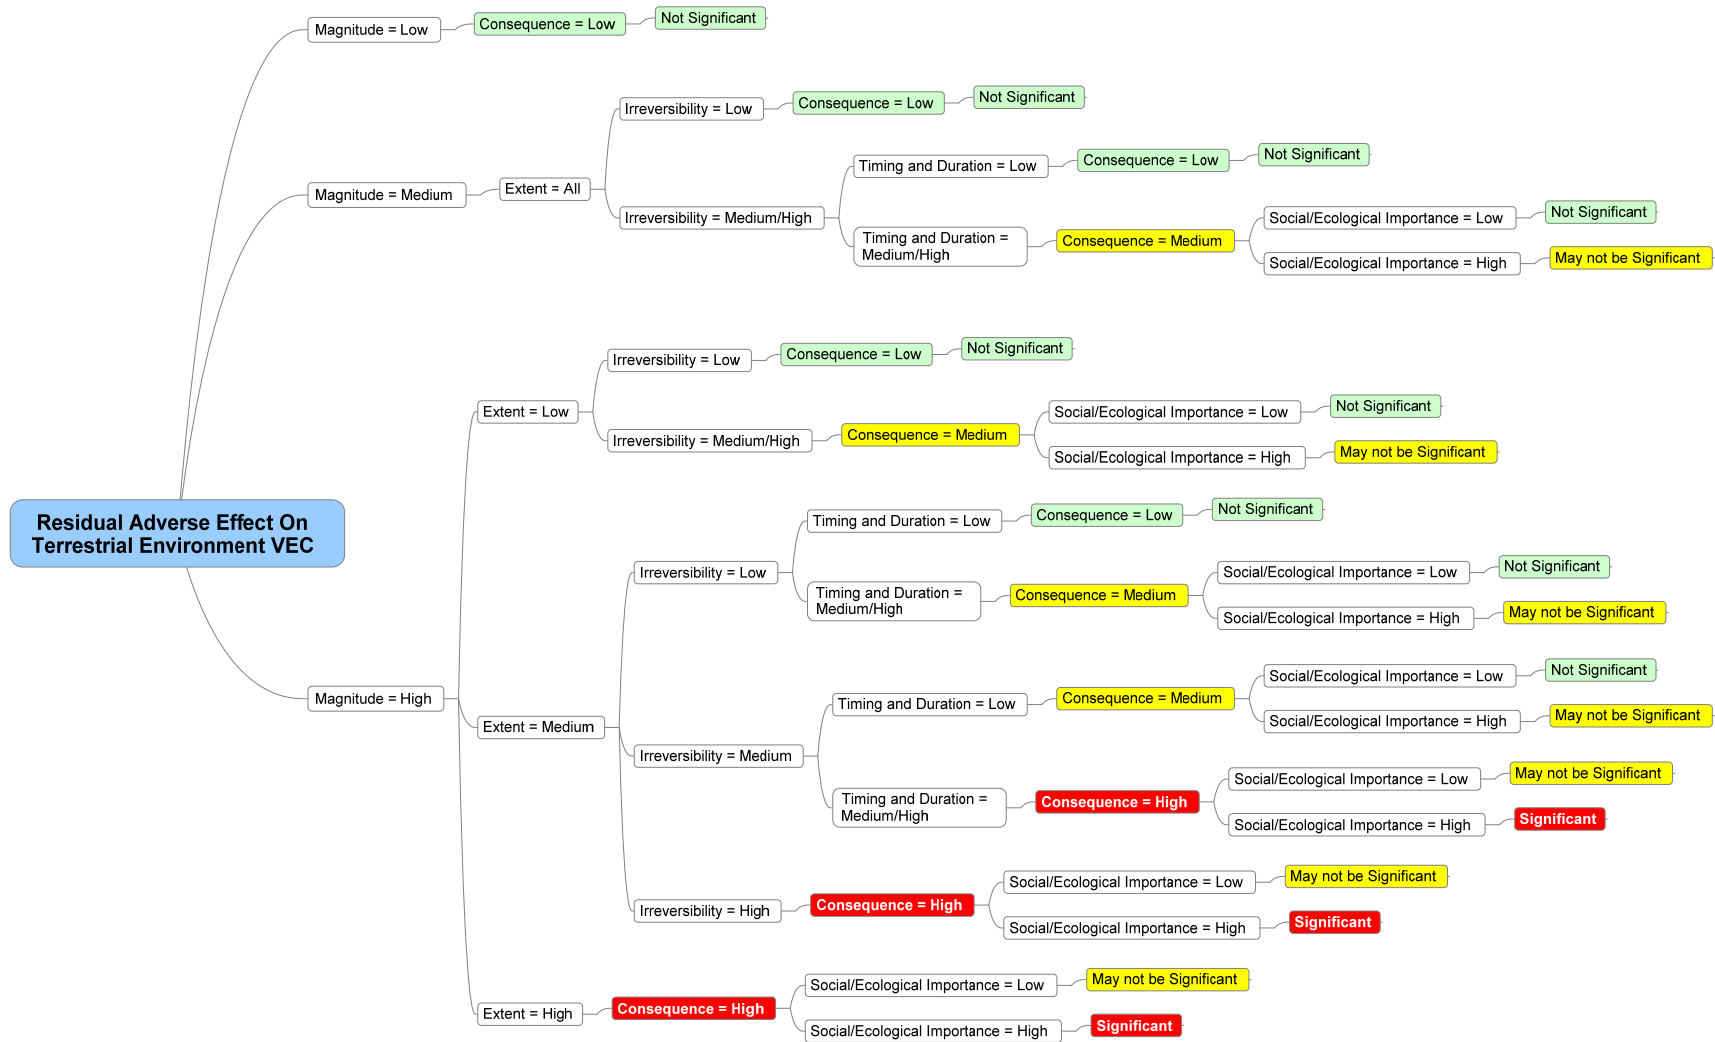 Magnitude = Low
Consequence = Low
Not Significant
Magnitude = Medium
Extent = All
Irreversibility = Low
Consequence = Low
Not Significant
Irreversibility = Medium/High
Timing and Duration = Low
Consequence = Low
Not Significant
Timing and Duration =
Medium/High
Consequence = Medium
Social/Ecological Importance = Low
Not Significant
Social/Ecological Importance = High
May not be Significant
Residual Adverse Effect On
Terrestrial Environment VEC
Magnitude = High
Extent = Low
Irreversibility = Low
Consequence = Low
Not Significant
Irreversibility = Medium/High
Consequence = Medium
Social/Ecological Importance = Low
Not Significant
Social/Ecological Importance = High
May not be Significant
Extent = Medium
Irreversibility = Low
Timing and Duration = Low
Consequence = Low
Not Significant
Timing and Duration =
Medium/High
Consequence = Medium
Social/Ecological Importance = Low
Not Significant
Social/Ecological Importance = High
May not be Significant
Irreversibility = Medium
Timing and Duration = Low
Consequence = Medium
Social/Ecological Importance = Low
Not Significant
Social/Ecological Importance = High
May not be Significant
Timing and Duration =
Medium/High
Consequence = High
Social/Ecological Importance = Low
May not be Significant
Social/Ecological Importance = High
Significant
Irreversibility = High
Consequence = High
Social/Ecological Importance = Low
May not be Significant
Social/Ecological Importance = High
Significant
Extent = High
Consequence = High
Social/Ecological Importance = Low
May not be Significant
Social/Ecological Importance = High
Significant